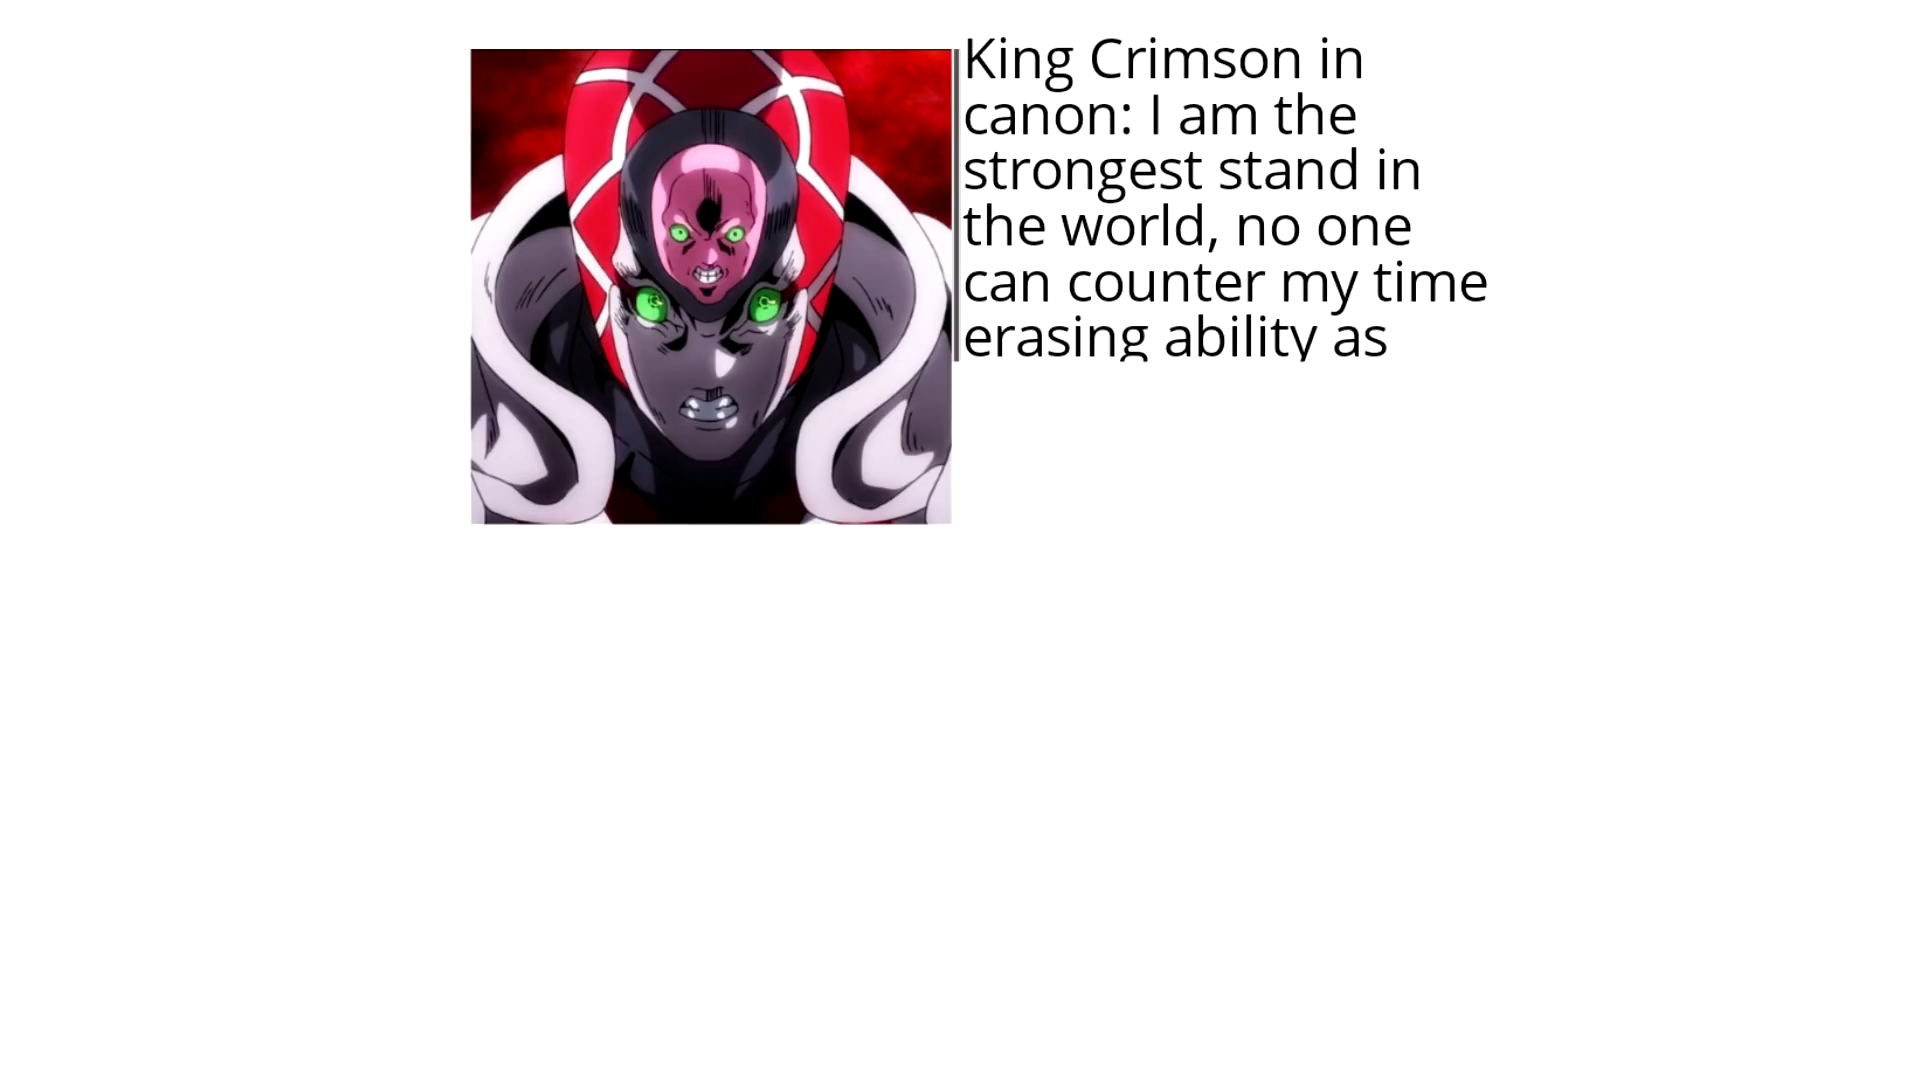 King Crimson in
canon: I am the
strongest stand in
the world, no one
can counter my time
erasing ability as